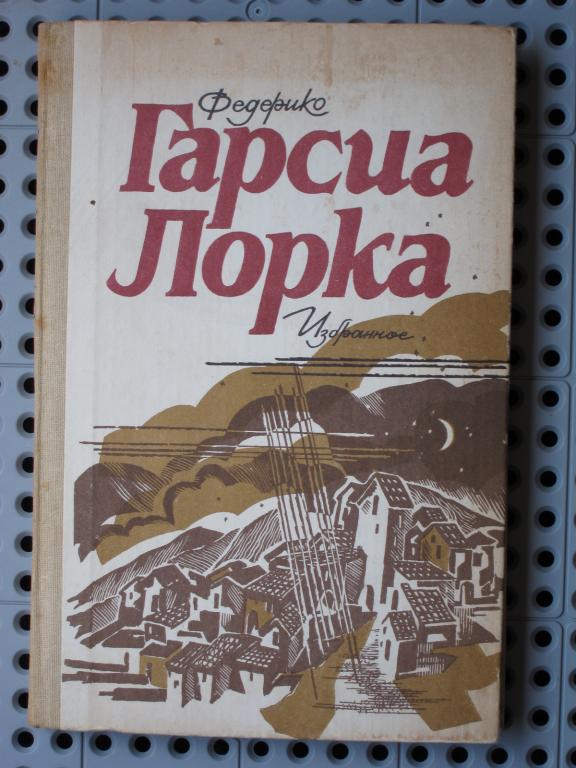 Федерико
Гарсиа
Лорка
Избранное